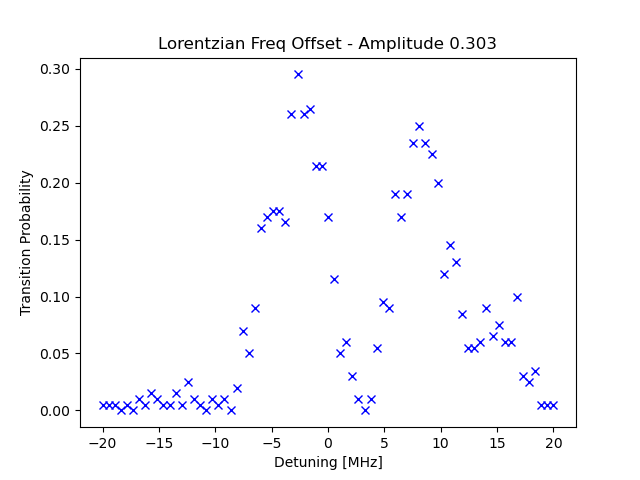 Lorentzian Freq Offset - Amplitude 0.303
0.30
0.25
0.20
0.15
0.10
0.05
0.00
Transition Probability
−20 −15 −10 −5 0 5 10 15 20
Detuning [MHz]